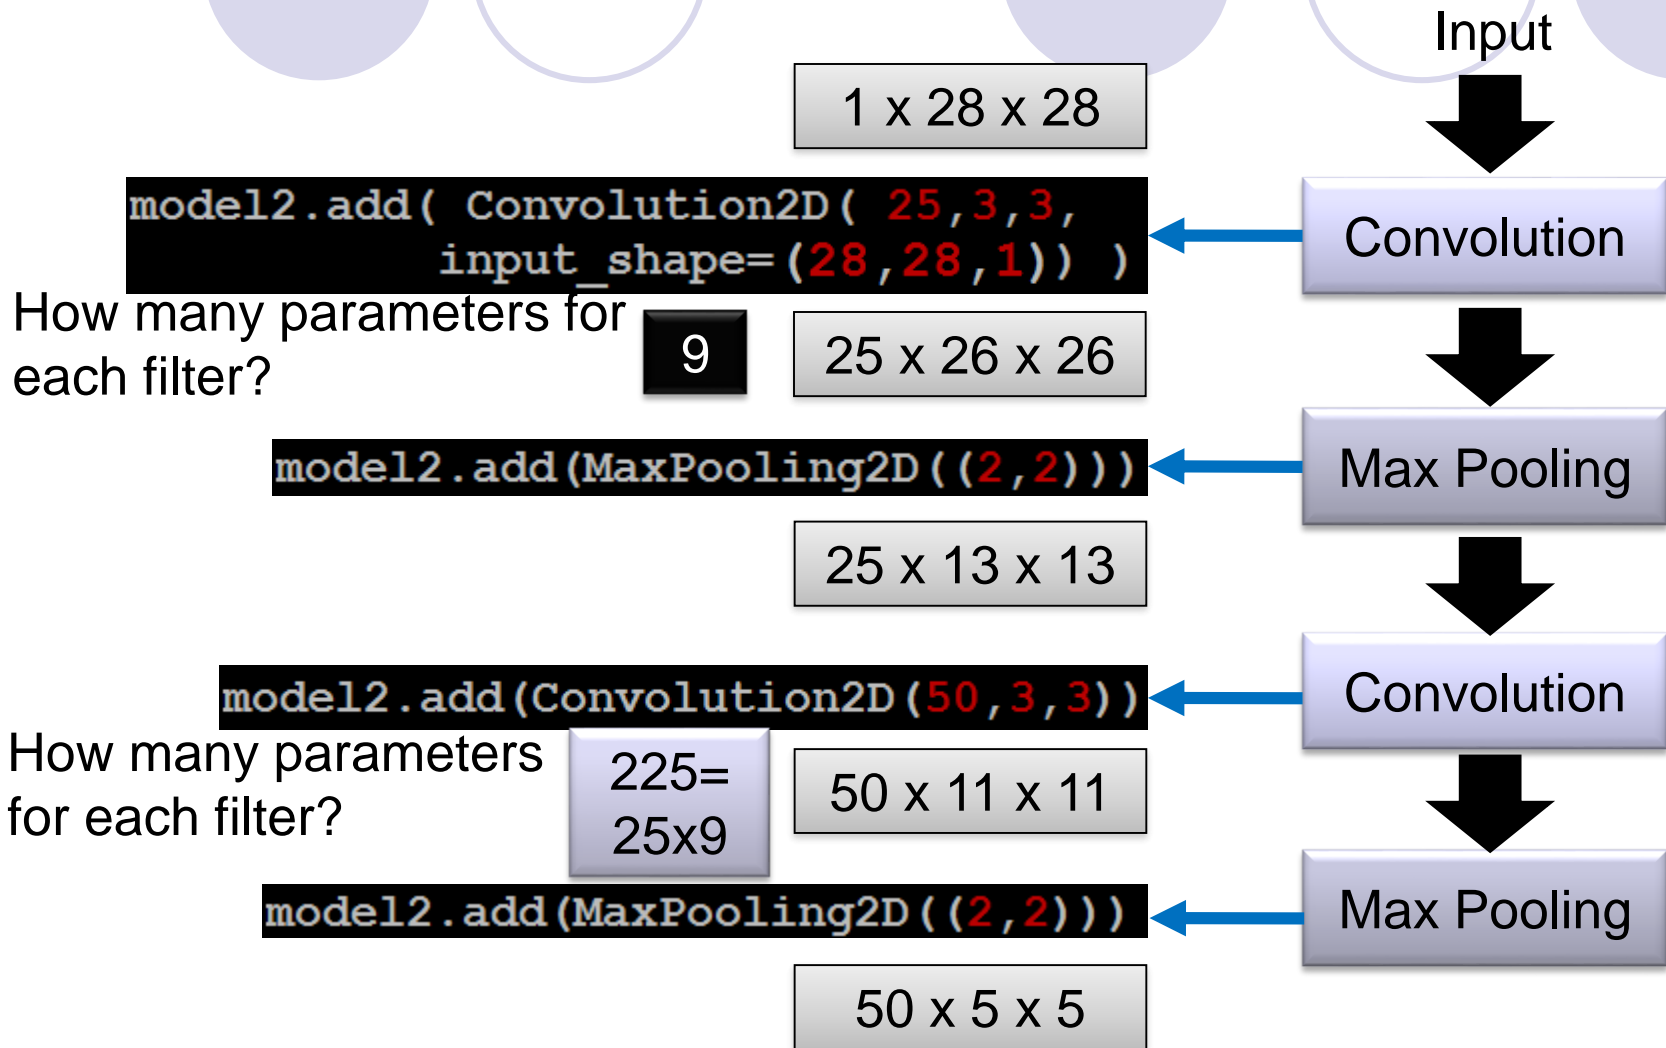 Input
1 x 28 x 28
model2.add( Convolution2D( 25,3,3,
input_shape=(28,28,1)) )
Convolution
How many parameters for
each filter?
9
25 x 26 x 26
model2.add(MaxPooling2D((2,2)))
Max Pooling
25 x 13 x 13
model2.add(Convolution2D(50,3,3))
Convolution
How many parameters
for each filter?
225=
25x9
50 x 11 x 11
model2.add(MaxPooling2D((2,2)))
Max Pooling
50 x 5 x 5